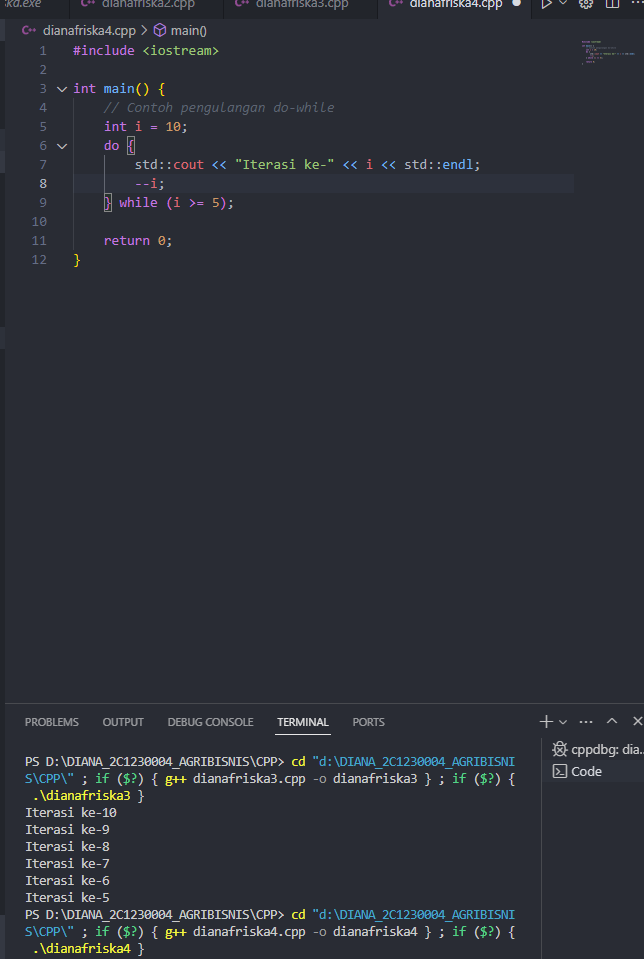 ska.exe
C++ dianafriska2.cpp
C++ dianafriska3.cpp
C++ dianafriska4.cpp
C++ dianafriska4.cpp > main()
1 #include <iostream>
2
3 int main() {
4 // Contoh pengulangan do-while
5 int i = 10;
6 do {
7 std::cout << "Iterasi ke-" << i << std::endl;
8 --i;
9 } while (i >= 5);
10
11 return 0;
12 }
PROBLEMS OUTPUT DEBUG CONSOLE TERMINAL PORTS
PS D:\DIANA_2C1230004_AGRIBISNIS\CPP> cd "d:\DIANA_2C1230004_AGRIBISNI
S\CPP\" ; if ($?) { g++ dianafriska3.cpp -o dianafriska3 } ; if ($?) {
.\dianafriska3 }
Iterasi ke-10
Iterasi ke-9
Iterasi ke-8
Iterasi ke-7
Iterasi ke-6
Iterasi ke-5
PS D:\DIANA_2C1230004_AGRIBISNIS\CPP> cd "d:\DIANA_2C1230004_AGRIBISNI
S\CPP\" ; if ($?) { g++ dianafriska4.cpp -o dianafriska4 } ; if ($?) {
.\dianafriska4 }
cppdbg: dia...
Code